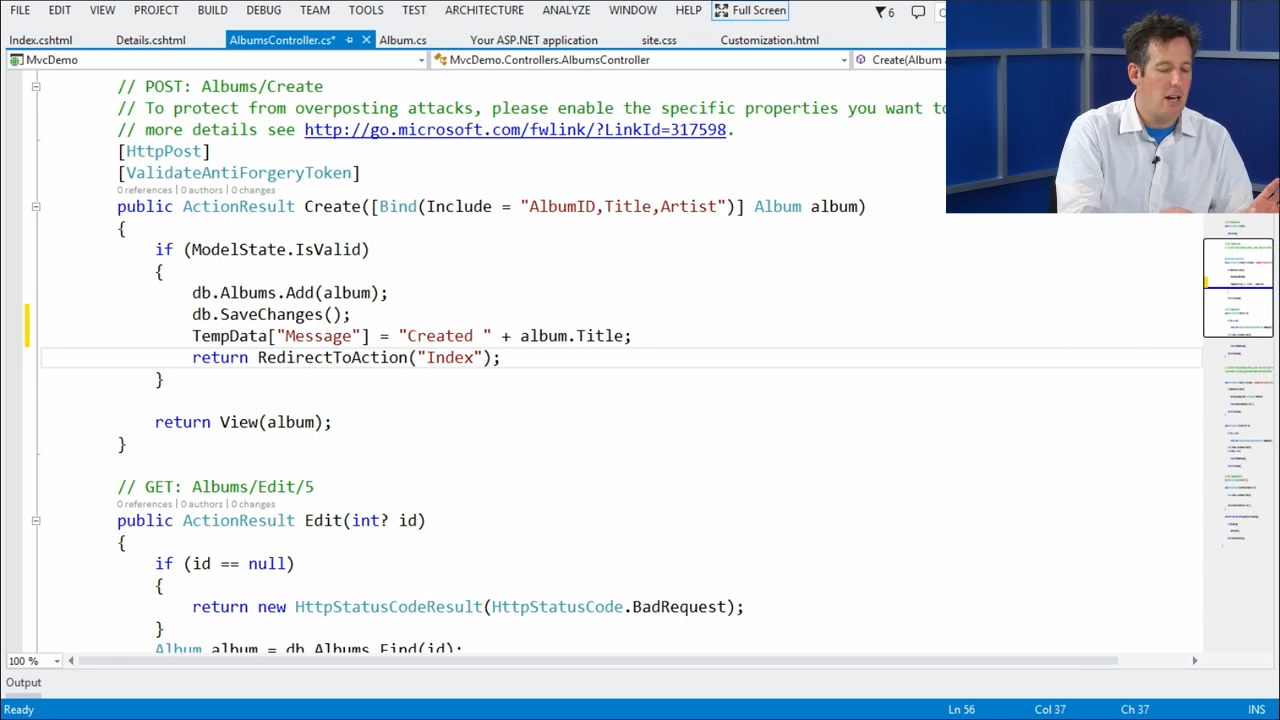 FILE EDIT VIEW PROJECT BUILD DEBUG TEAM TOOLS TEST ARCHITECTURE ANALYZE WINDOW HELP Full Screen 6
Index.cshtml Details.cshtml AlbumsController.cs* Album.cs Your ASP.NET application site.css Customization.html
MvcDemo MvcDemo.Controllers.AlbumsController Create(Album
// POST: Albums/Create
// To protect from overposting attacks, please enable the specific properties you want to
// more details see http://go.microsoft.com/fwlink/?LinkId=317598.
[HttpPost]
[ValidateAntiForgeryToken]
0 references | 0 authors | 0 changes
public ActionResult Create([Bind(Include = "AlbumID,Title,Artist")] Album album)
{
if (ModelState.IsValid)
{
db.Albums.Add(album);
db.SaveChanges();
TempData["Message"] = "Created " + album.Title;
return RedirectToAction("Index");
}
return View(album);
}
// GET: Albums/Edit/5
0 references | 0 authors | 0 changes
public ActionResult Edit(int? id)
{
if (id == null)
{
return new HttpStatusCodeResult(HttpStatusCode.BadRequest);
}
Album album = db.Albums.Find(id);
100 %
Output
Ready Ln 56 Col 37 Ch 37 INS